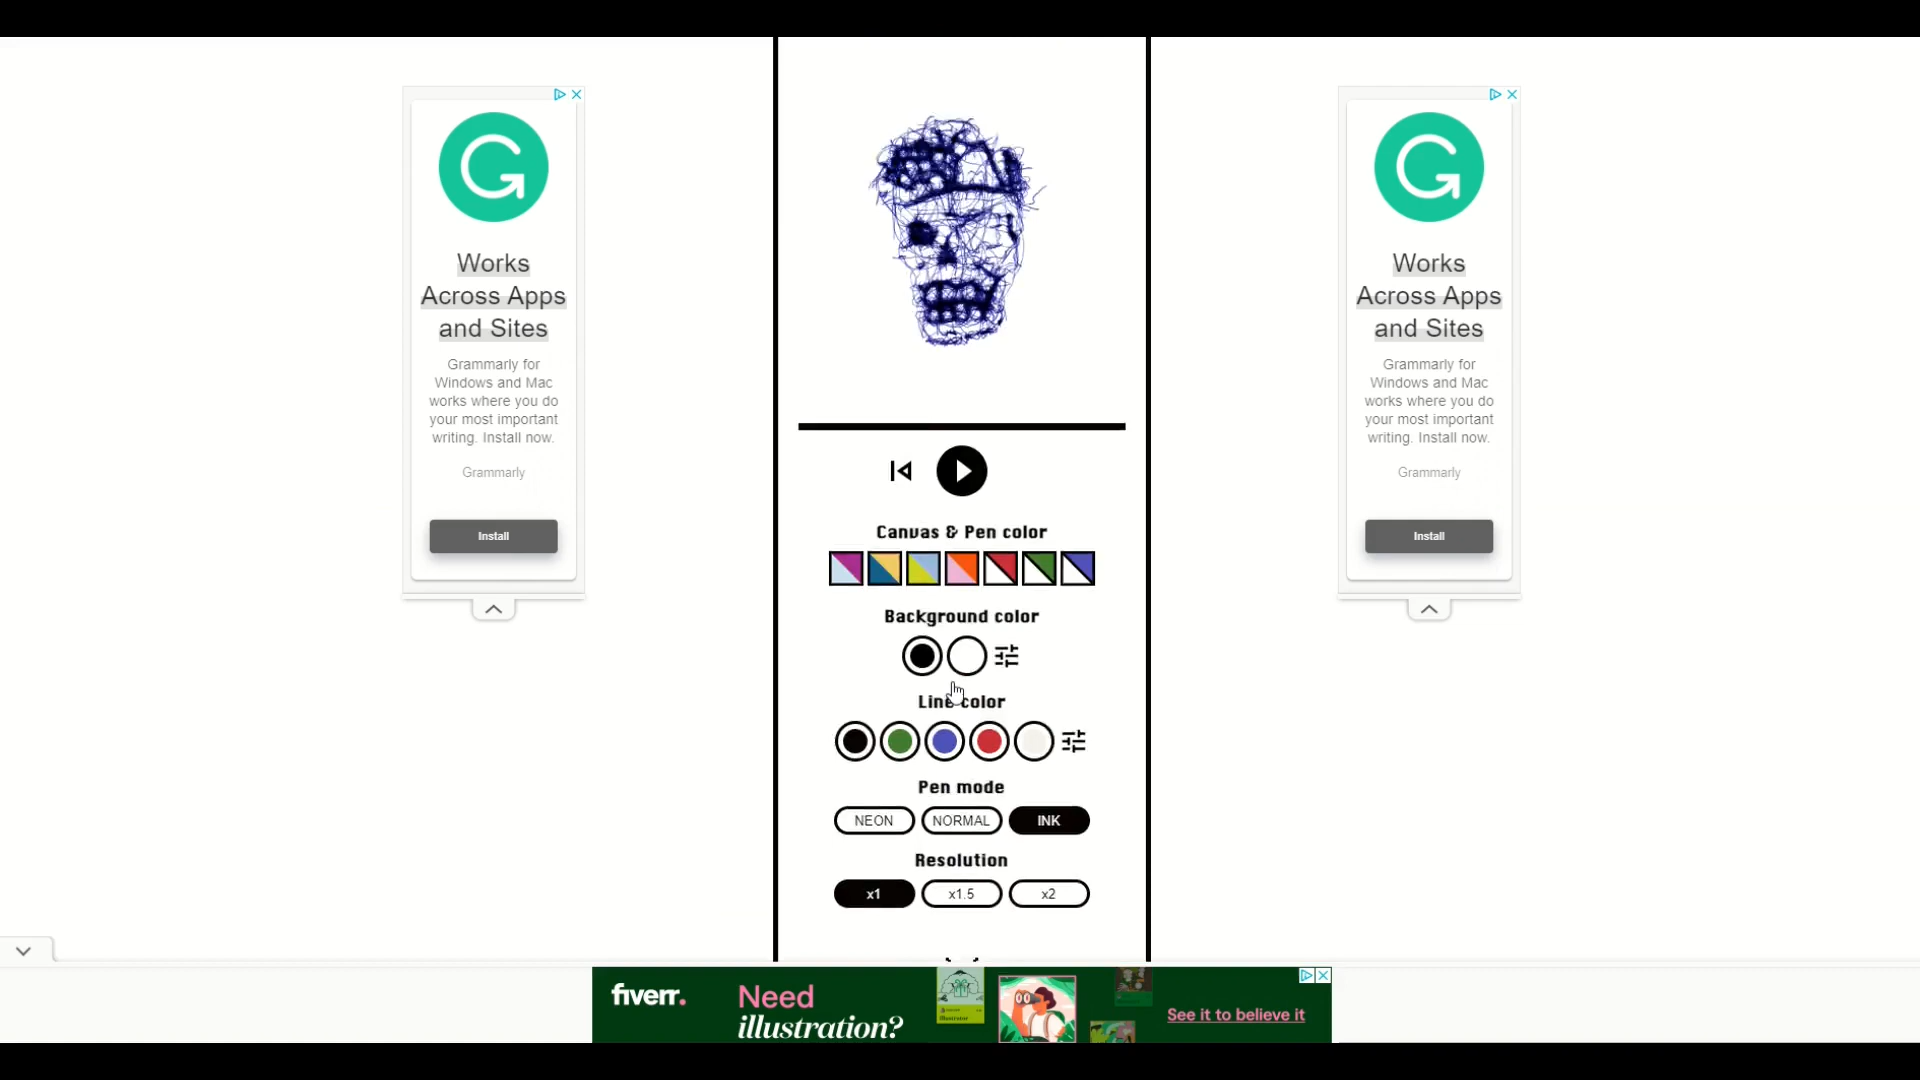 Works
Across Apps
and Sites
Grammarly for
Windows and Mac
works where you do
your most important
writing. Install now.
Grammarly
Install
Canvas & Pen color
Background color
Line color
Pen mode
NEON NORMAL INK
Resolution
x1 x1.5 x2
Works
Across Apps
and Sites
Grammarly for
Windows and Mac
works where you do
your most important
writing. Install now.
Grammarly
Install
fiverr.
Need
illustration?
See it to believe it